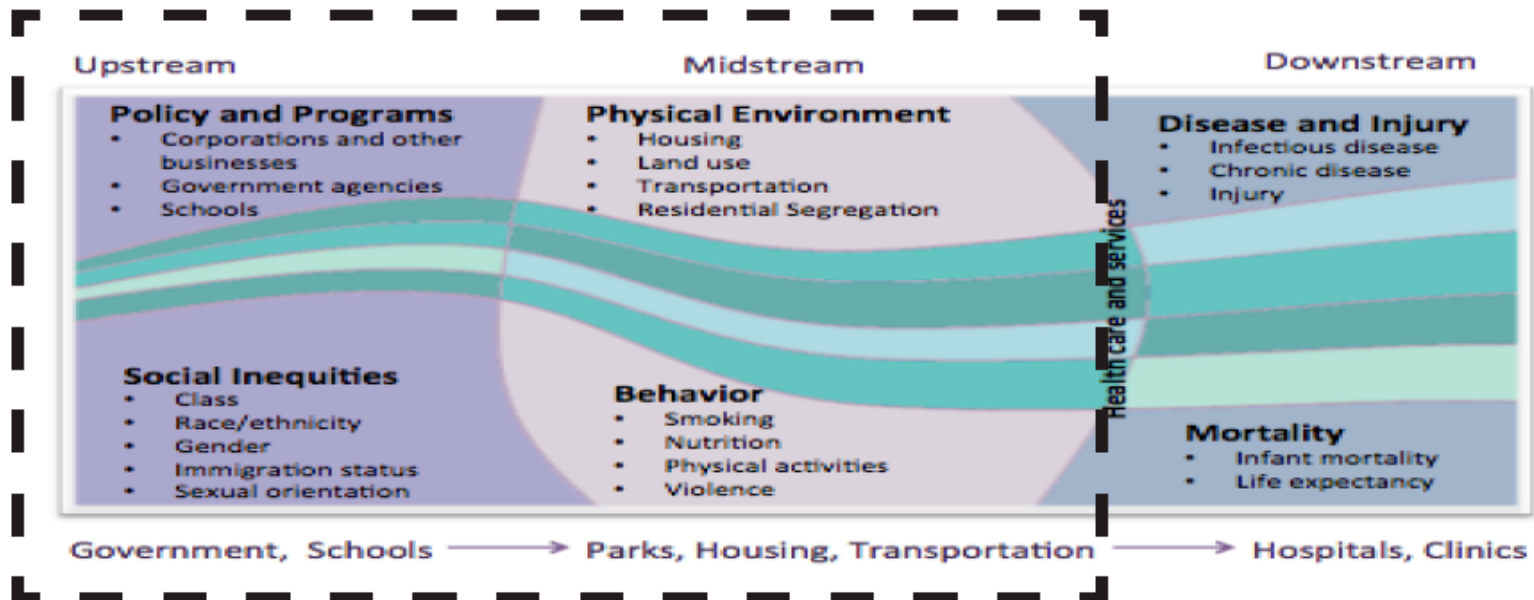 Upstream
Midstream
Downstream
Policy and Programs
• Corporations and other
businesses
• Government agencies
• Schools
Physical Environment
• Housing
• Land use
• Transportation
• Residential Segregation
Disease and Injury
• Infectious disease
• Chronic disease
• Injury
Health care and services
Social Inequities
• Class
• Race/ethnicity
• Gender
• Immigration status
• Sexual orientation
Behavior
• Smoking
• Nutrition
• Physical activities
• Violence
Mortality
• Infant mortality
• Life expectancy
Government, Schools → Parks, Housing, Transportation → Hospitals, Clinics